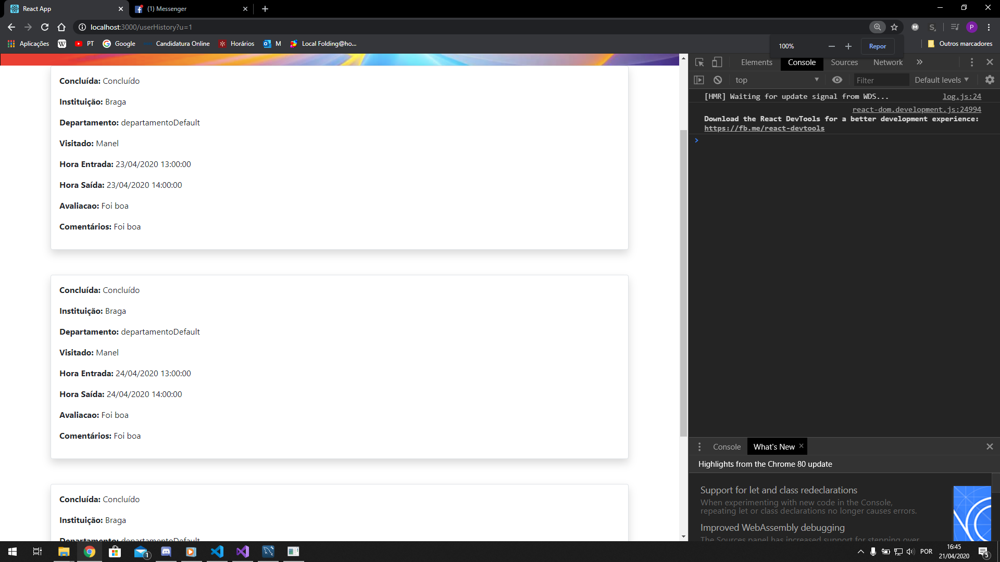 React App
(1) Messenger
localhost:3000/userHistory?u=1
Aplicações
W
PT
Google
Candidatura Online
Horários
M
Local Folding@ho...
Outros marcadores
100%
Repor
Elements
Console
Sources
Network
top
Filter
Default levels
[HMR] Waiting for update signal from WDS...
log.js:24
react-dom.development.js:24994
Download the React DevTools for a better development experience:
https://fb.me/react-devtools
Concluída: Concluído
Instituição: Braga
Departamento: departamentoDefault
Visitado: Manel
Hora Entrada: 23/04/2020 13:00:00
Hora Saída: 23/04/2020 14:00:00
Avaliacao: Foi boa
Comentários: Foi boa
Concluída: Concluído
Instituição: Braga
Departamento: departamentoDefault
Visitado: Manel
Hora Entrada: 24/04/2020 13:00:00
Hora Saída: 24/04/2020 14:00:00
Avaliacao: Foi boa
Comentários: Foi boa
Concluída: Concluído
Instituição: Braga
Departamento: departamentoDefault
Console
What's New
Highlights from the Chrome 80 update
Support for let and class redeclarations
When experimenting with new code in the Console,
repeating let or class declarations no longer causes errors.
Improved WebAssembly debugging
The Sources panel has increased support for stepping over
1
POR
16:45
21/04/2020
5